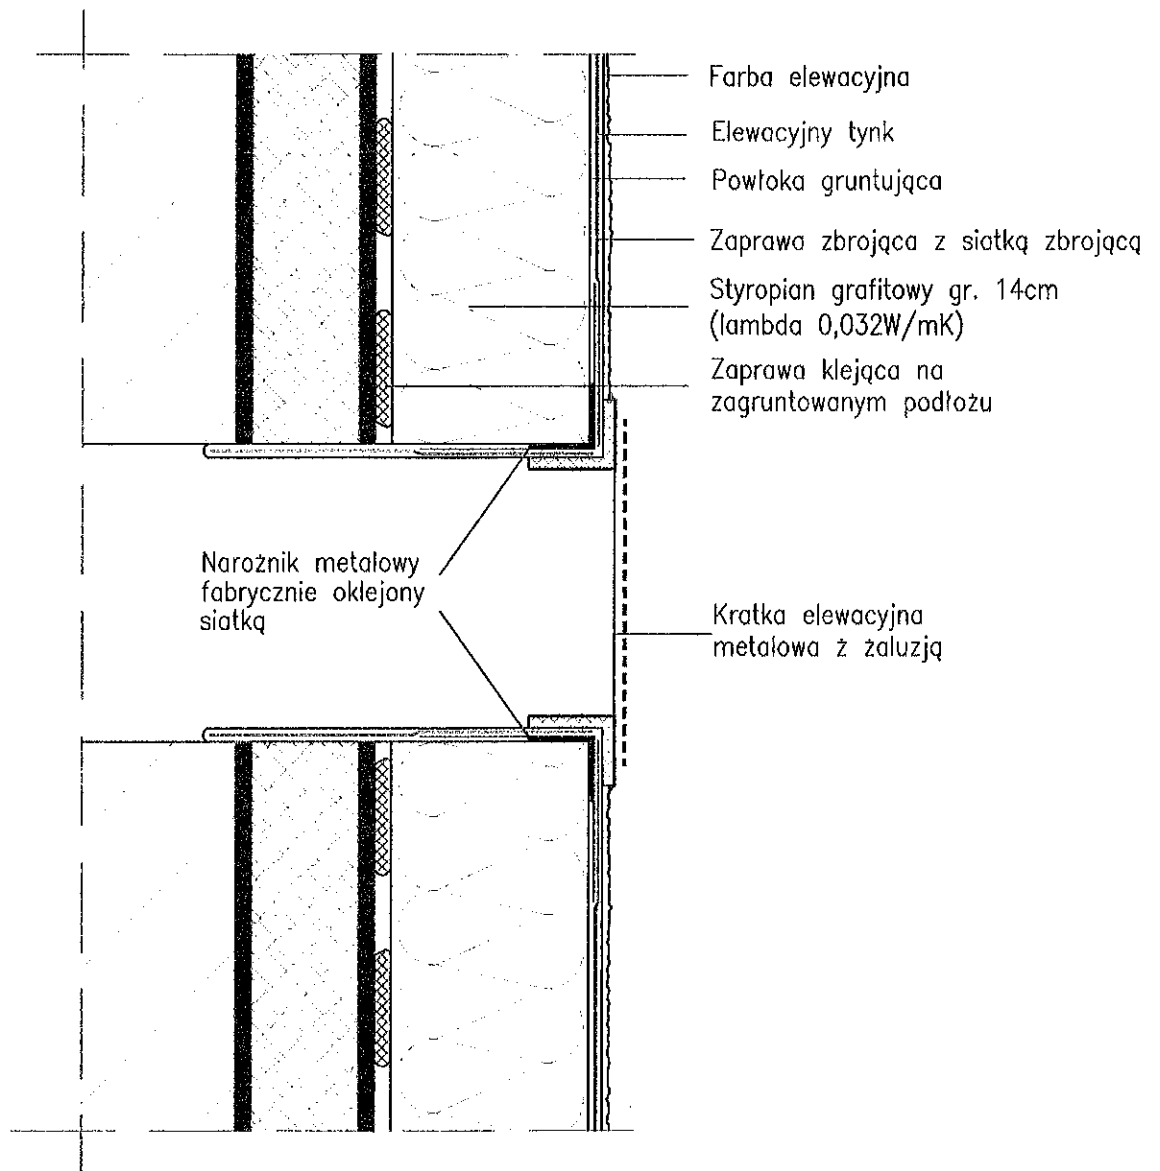 Farba elewacyjna
Elewacyjny tynk
Powłoka gruntująca
Zaprawa zbrojąca z siatką zbrojącą
Styropian grafitowy gr. 14cm
(lambda 0,032W/mK)
Zaprawa klejąca na
zagruntowanym podłożu
Narożnik metalowy
fabrycznie oklejony
siatką
Kratka elewacyjna
metalowa ż żaluzją